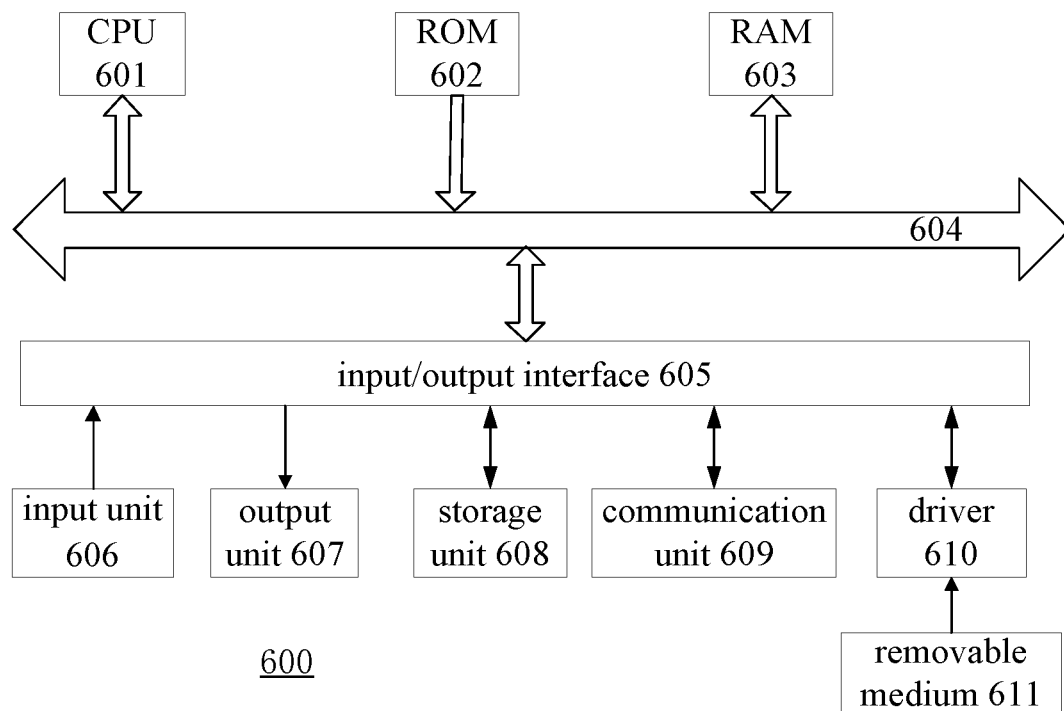 CPU
601
ROM
602
RAM
603
604
input/output interface 605
input unit
606
output
unit 607
storage
unit 608
communication
unit 609
driver
610
600
removable
medium 611